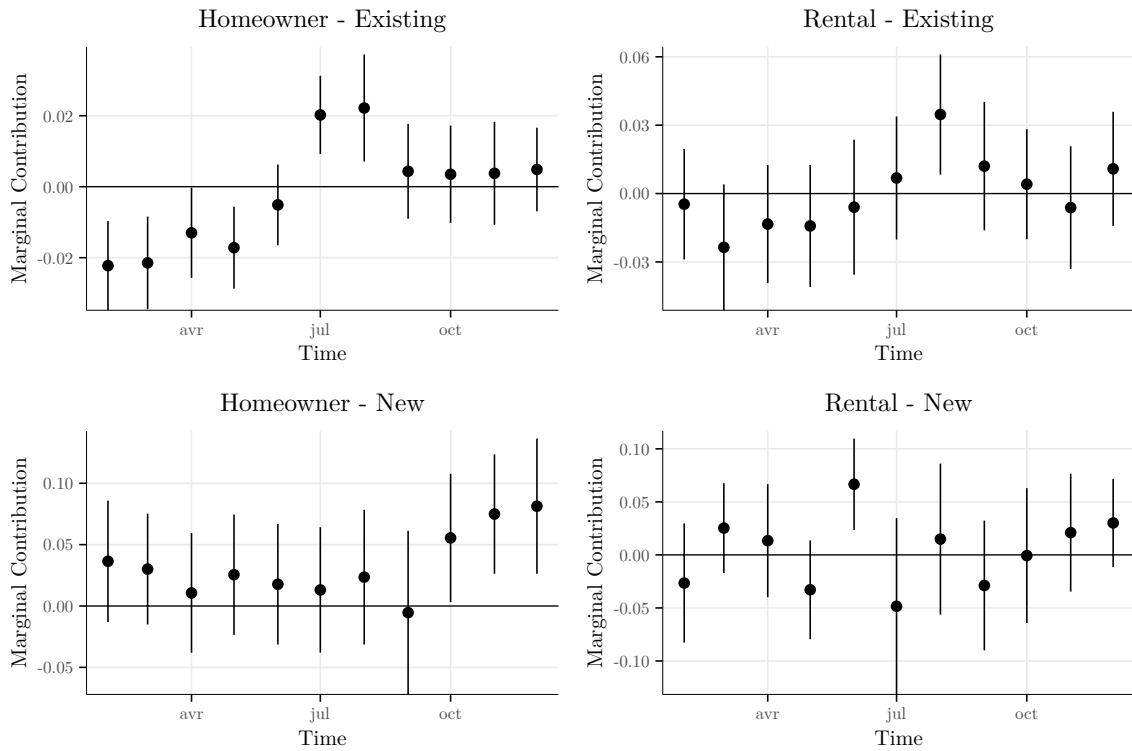 Homeowner - Existing
Marginal Contribution
0.02
0.00
-0.02
avr
jul
oct
Time
Rental - Existing
Marginal Contribution
0.06
0.03
0.00
-0.03
avr
jul
oct
Time
Homeowner - New
Marginal Contribution
0.10
0.05
0.00
-0.05
avr
jul
oct
Time
Rental - New
Marginal Contribution
0.10
0.05
0.00
-0.05
-0.10
avr
jul
oct
Time